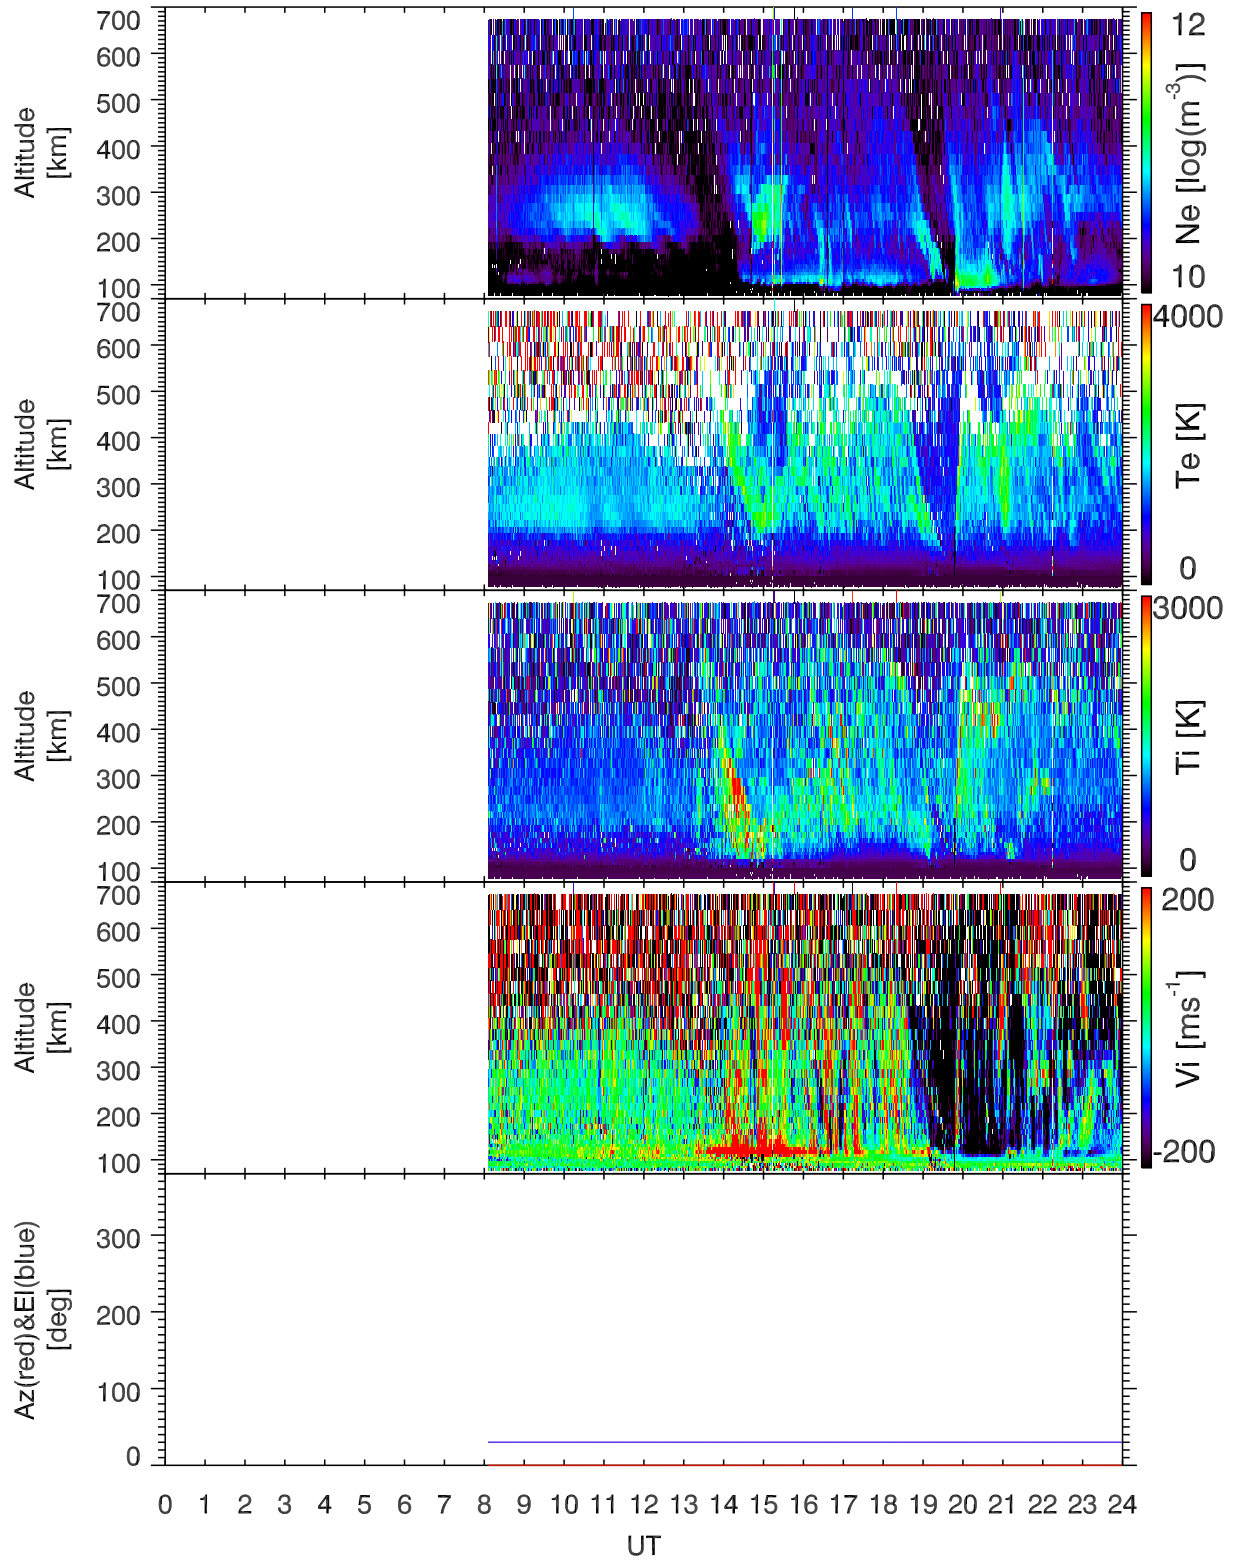 700
600
500
400
300
200
100
Altitude
[km]
12
10
Ne [log(m⁻³)]
700
600
500
400
300
200
100
Altitude
[km]
4000
0
Te [K]
700
600
500
400
300
200
100
Altitude
[km]
3000
0
Ti [K]
700
600
500
400
300
200
100
Altitude
[km]
200
-200
Vi [ms⁻¹]
300
200
100
0
Az(red)&El(blue)
[deg]
0 1 2 3 4 5 6 7 8 9 10 11 12 13 14 15 16 17 18 19 20 21 22 23 24
UT